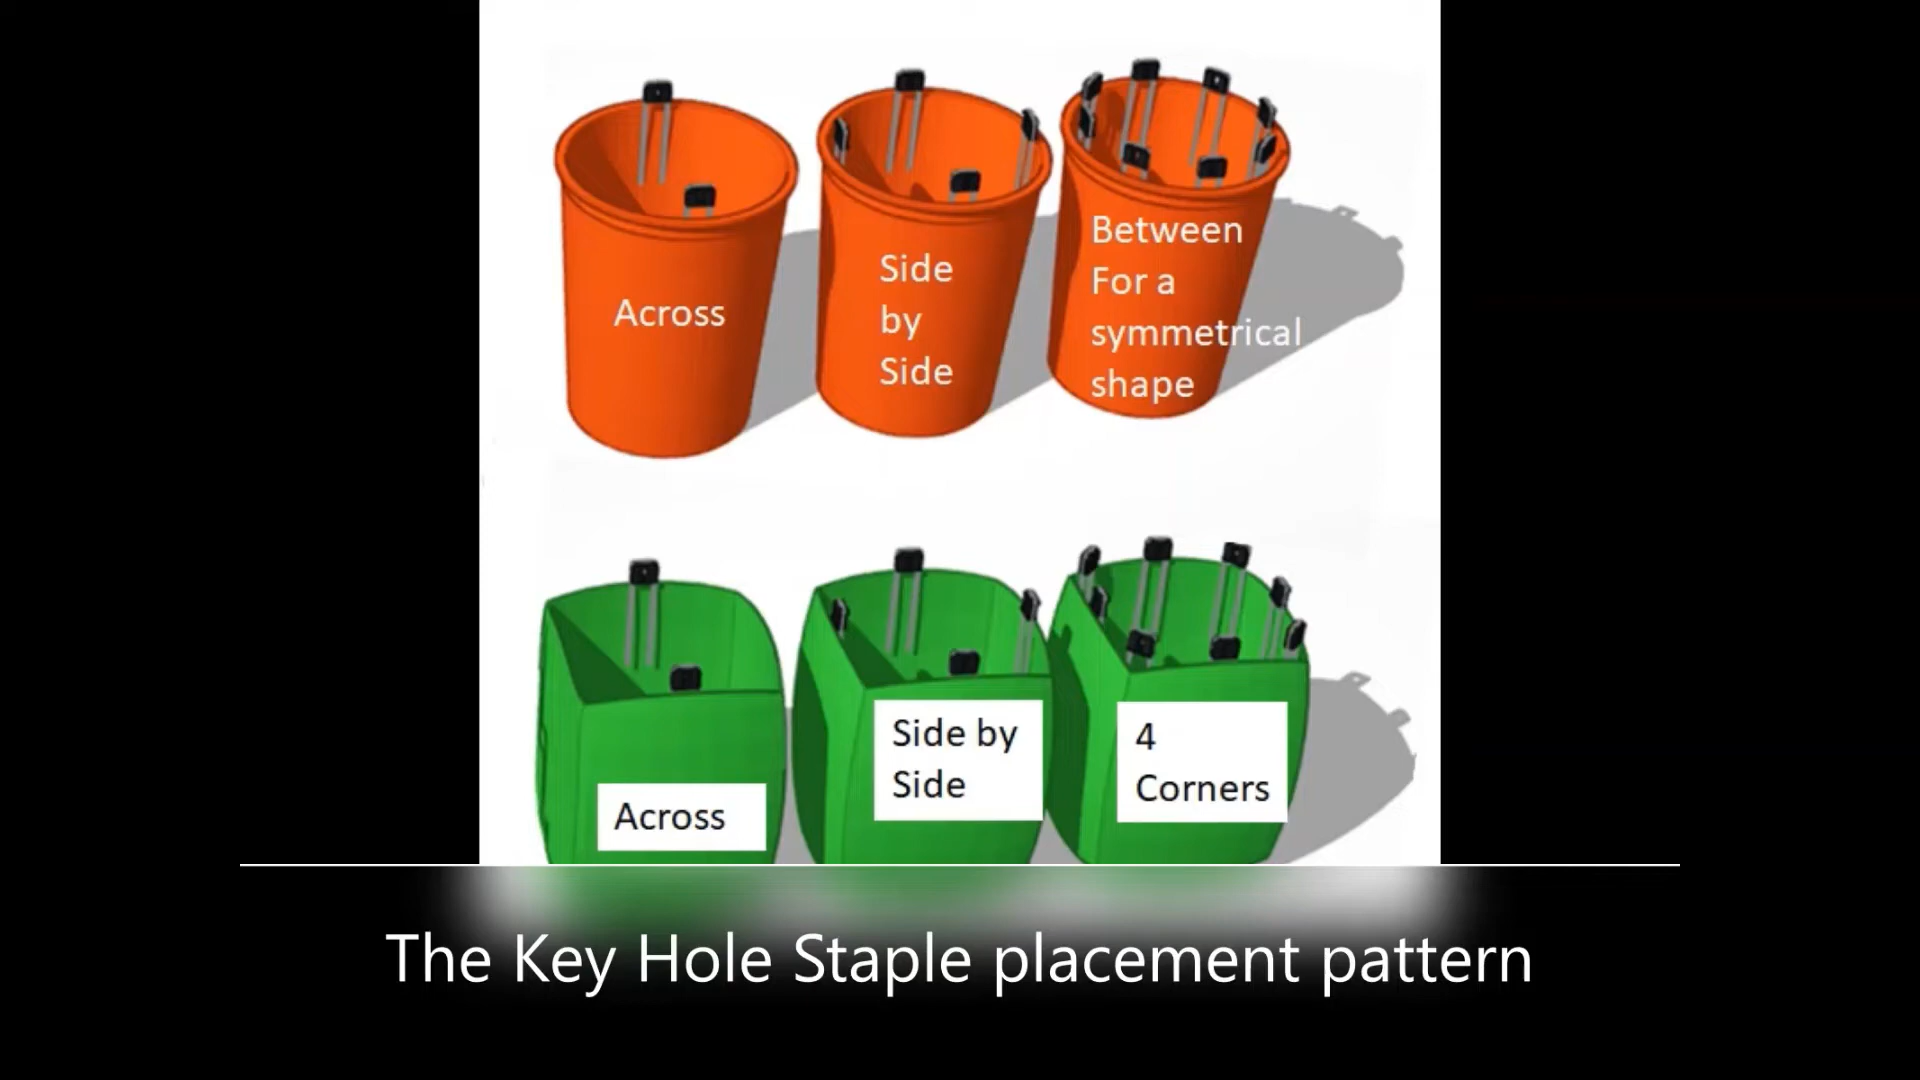 Across
Side
by
Side
Between
For a
symmetrical
shape
Across
Side by
Side
4
Corners
The Key Hole Staple placement pattern